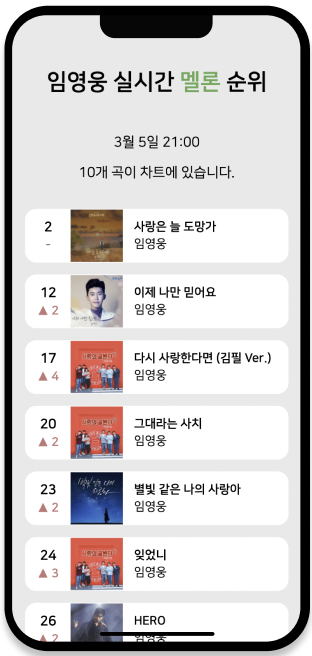 임영웅 실시간 멜론 순위
3월 5일 21:00
10개 곡이 차트에 있습니다.
2
-
사랑은 늘 도망가
임영웅
12
▲ 2
이제 나만 믿어요
임영웅
17
▲ 4
다시 사랑한다면 (김필 Ver.)
임영웅
20
▲ 2
그대라는 사치
임영웅
23
▲ 2
별빛 같은 나의 사랑아
임영웅
24
▲ 3
잊었니
임영웅
26
▲ 2
HERO
임영웅